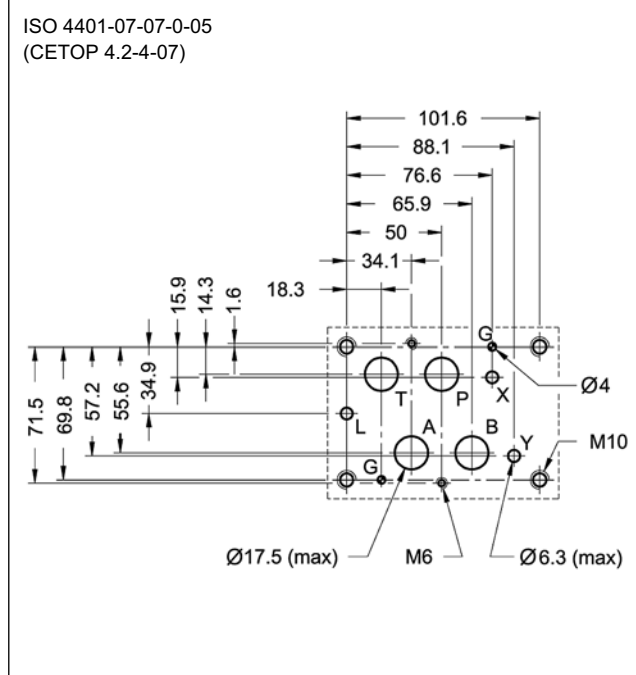 ISO 4401-07-07-0-05
(CETOP 4.2-4-07)
101.6
88.1
76.6
65.9
50
34.1
18.3
15.9
14.3
1.6
G
Ø4
T
P
X
71.5
69.8
57.2
55.6
34.9
L
A
B
Y
M10
G
Ø17.5 (max)
M6
Ø6.3 (max)